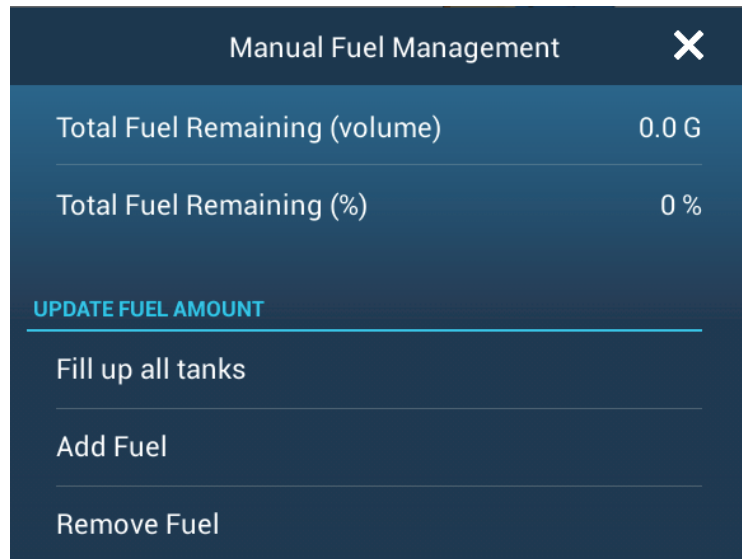 Manual Fuel Management
Total Fuel Remaining (volume) 0.0 G
Total Fuel Remaining (%) 0 %
UPDATE FUEL AMOUNT
Fill up all tanks
Add Fuel
Remove Fuel